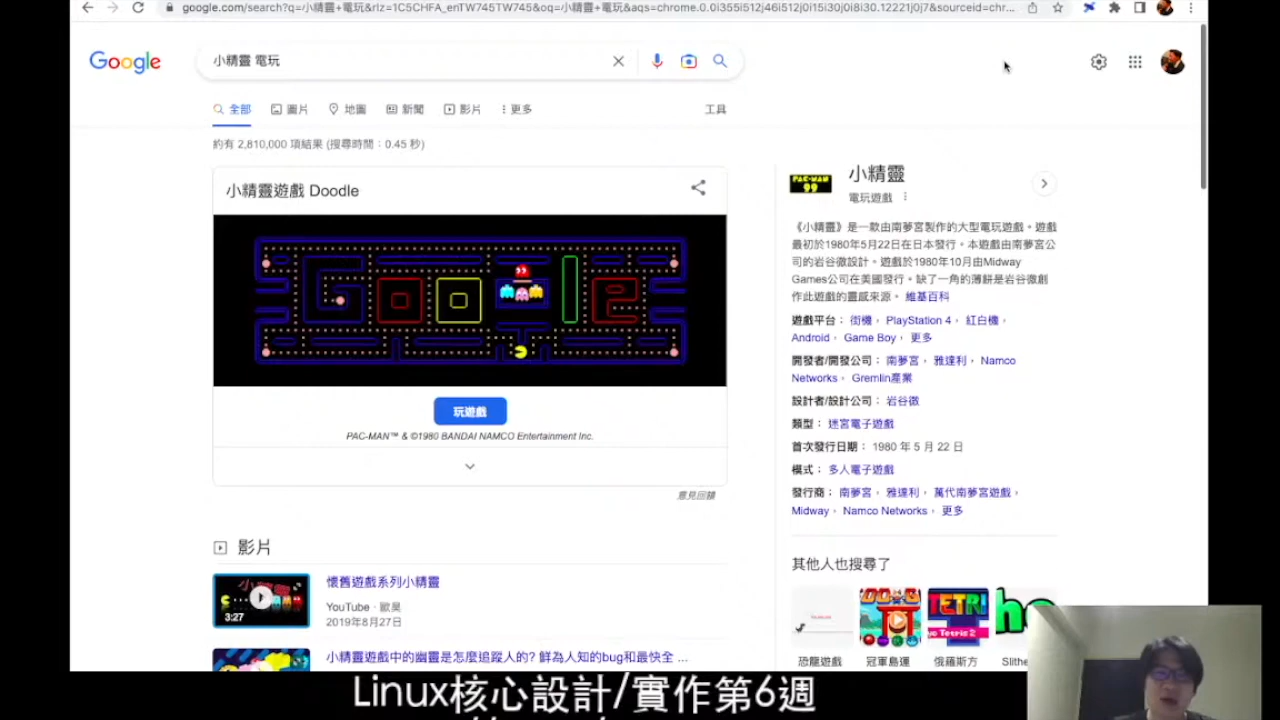 google.com/search?q=小精靈+電玩&rlz=1C5CHFA_enTW745TW745&oq=小精靈+電玩&aqs=chrome.0.0i355i512j46i512j0i15i30j0i8i30.12221j0j7&sourceid=chr...
Google
小精靈 電玩
全部 圖片 地圖 新聞 影片 更多 工具
約有 2,810,000 項結果 (搜尋時間：0.45 秒)
小精靈遊戲 Doodle
玩遊戲
PAC-MAN™ & ©1980 BANDAI NAMCO Entertainment Inc.
意見回饋
影片
3:27
懷舊遊戲系列小精靈
YouTube · 歐昊
2019年8月27日
小精靈遊戲中的幽靈是怎麼追蹤人的? 鮮為人知的bug和最快全 ...
PAC-MAN
99
小精靈
電玩遊戲
《小精靈》是一款由南夢宮製作的大型電玩遊戲。遊戲
最初於1980年5月22日在日本發行。本遊戲由南夢宮公
司的岩谷徹設計。遊戲於1980年10月由Midway
Games公司在美國發行。缺了一角的薄餅是岩谷徹創
作此遊戲的靈感來源。 維基百科
遊戲平台： 街機， PlayStation 4， 紅白機，
Android， Game Boy， 更多
開發者/開發公司： 南夢宮， 雅達利， Namco
Networks， Gremlin產業
設計者/設計公司： 岩谷徹
類型： 迷宮電子遊戲
首次發行日期： 1980 年 5 月 22 日
模式： 多人電子遊戲
發行商： 南夢宮， 雅達利， 萬代南夢宮遊戲，
Midway， Namco Networks， 更多
其他人也搜尋了
恐龍遊戲 冠軍島運 俄羅斯方 Slithe
Linux核心設計/實作第6週